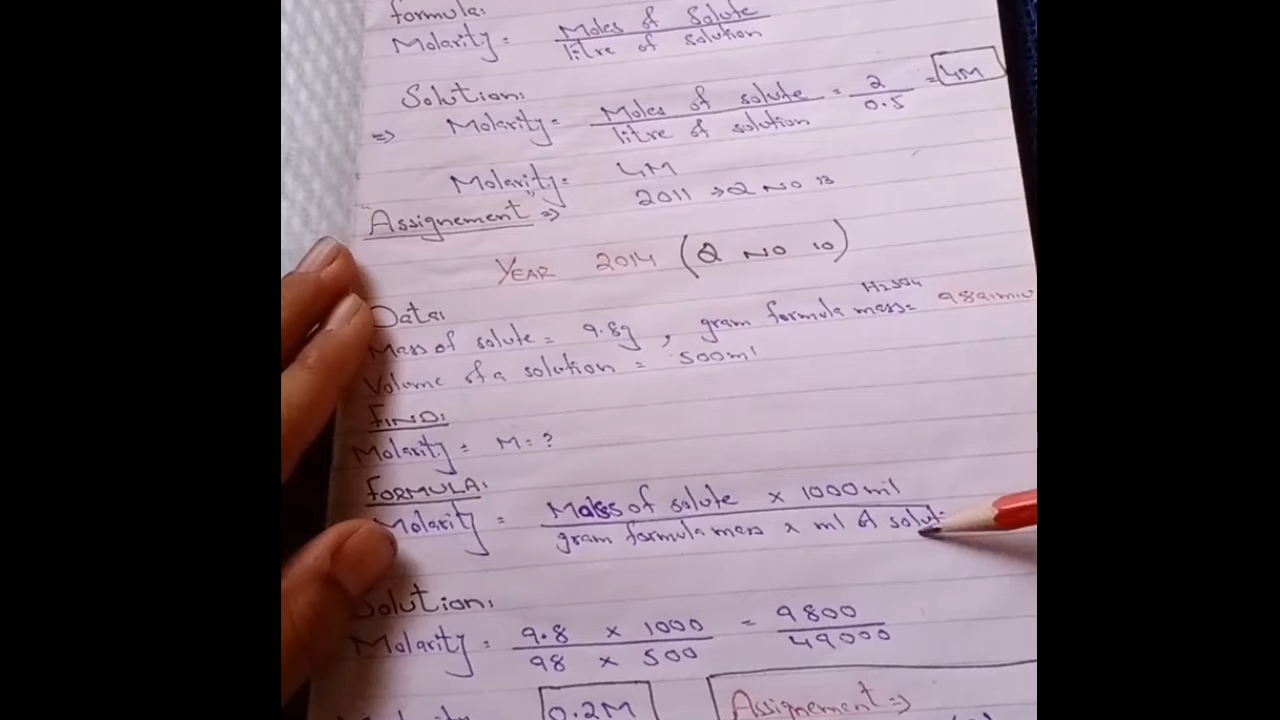 formula:
Molarity = Moles of Solute / litre of solution
Solution:
=> Molarity = Moles of solute / litre of solution = 2 / 0.5 = 4M
Molarity = 4M
"Assignement" => 2011 => Q NO 13
YEAR 2014 (Q NO 10)
Data:
Mass of solute = 9.8g, gram formula mass H2SO4 = 98a.m.u
Volume of a solution = 500ml
FIND:
Molarity = M = ?
FORMULA:
Molarity = Mass of solute x 1000ml / gram formula mass x ml of solut
Solution:
Molarity = 9.8 x 1000 / 98 x 500 = 9800 / 49000
Molarity 0.2M
Assignement =>